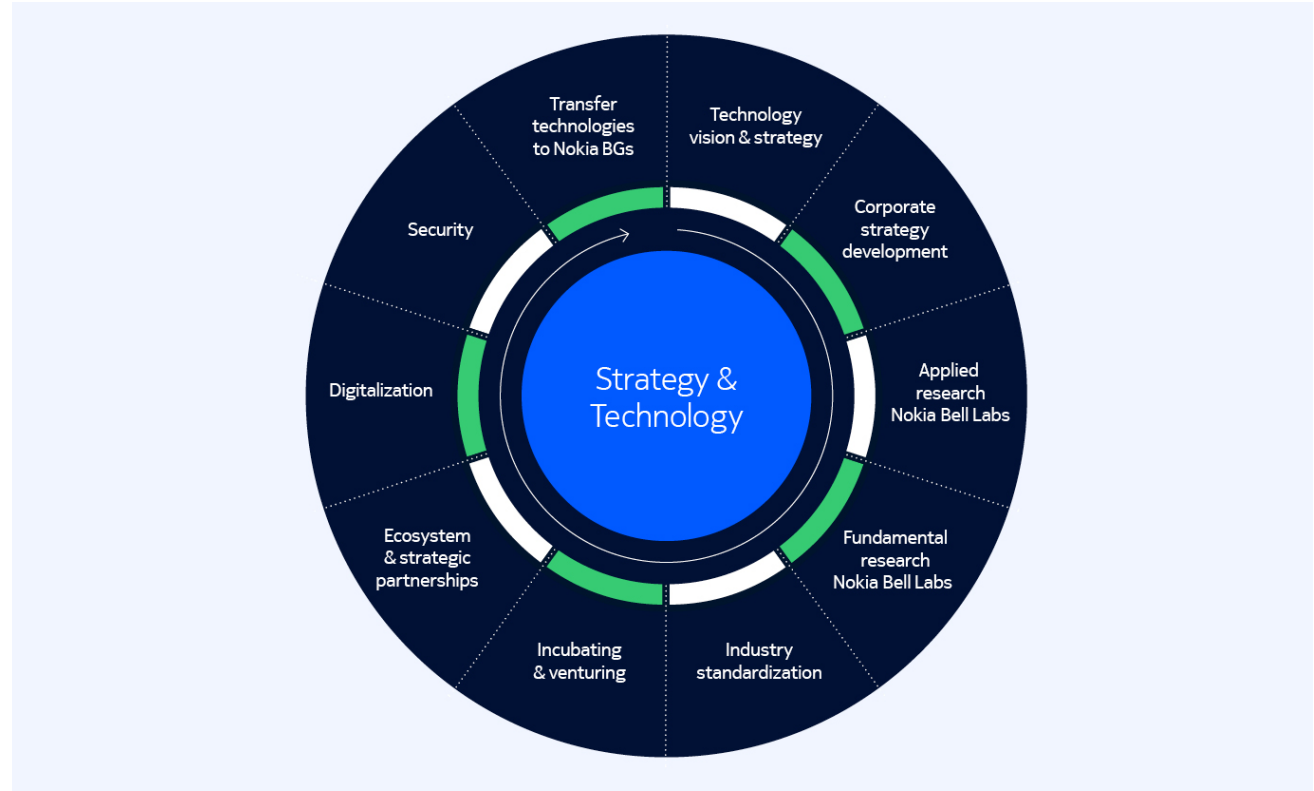 Strategy &
Technology
Technology
vision & strategy
Corporate
strategy
development
Applied
research
Nokia Bell Labs
Fundamental
research
Nokia Bell Labs
Industry
standardization
Incubating
& venturing
Ecosystem
& strategic
partnerships
Digitalization
Security
Transfer
technologies
to Nokia BGs